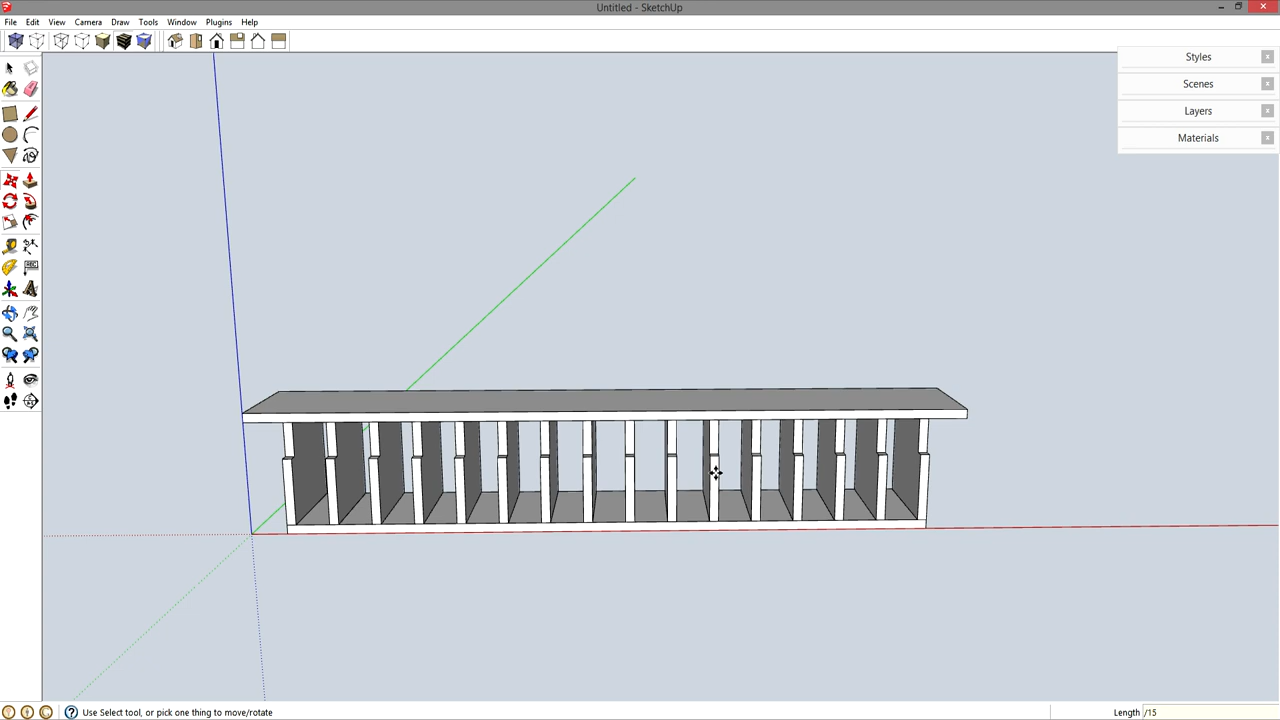 Untitled - SketchUp
File Edit View Camera Draw Tools Window Plugins Help
Styles
Scenes
Layers
Materials
ABC
Use Select tool, or pick one thing to move/rotate
Length /15